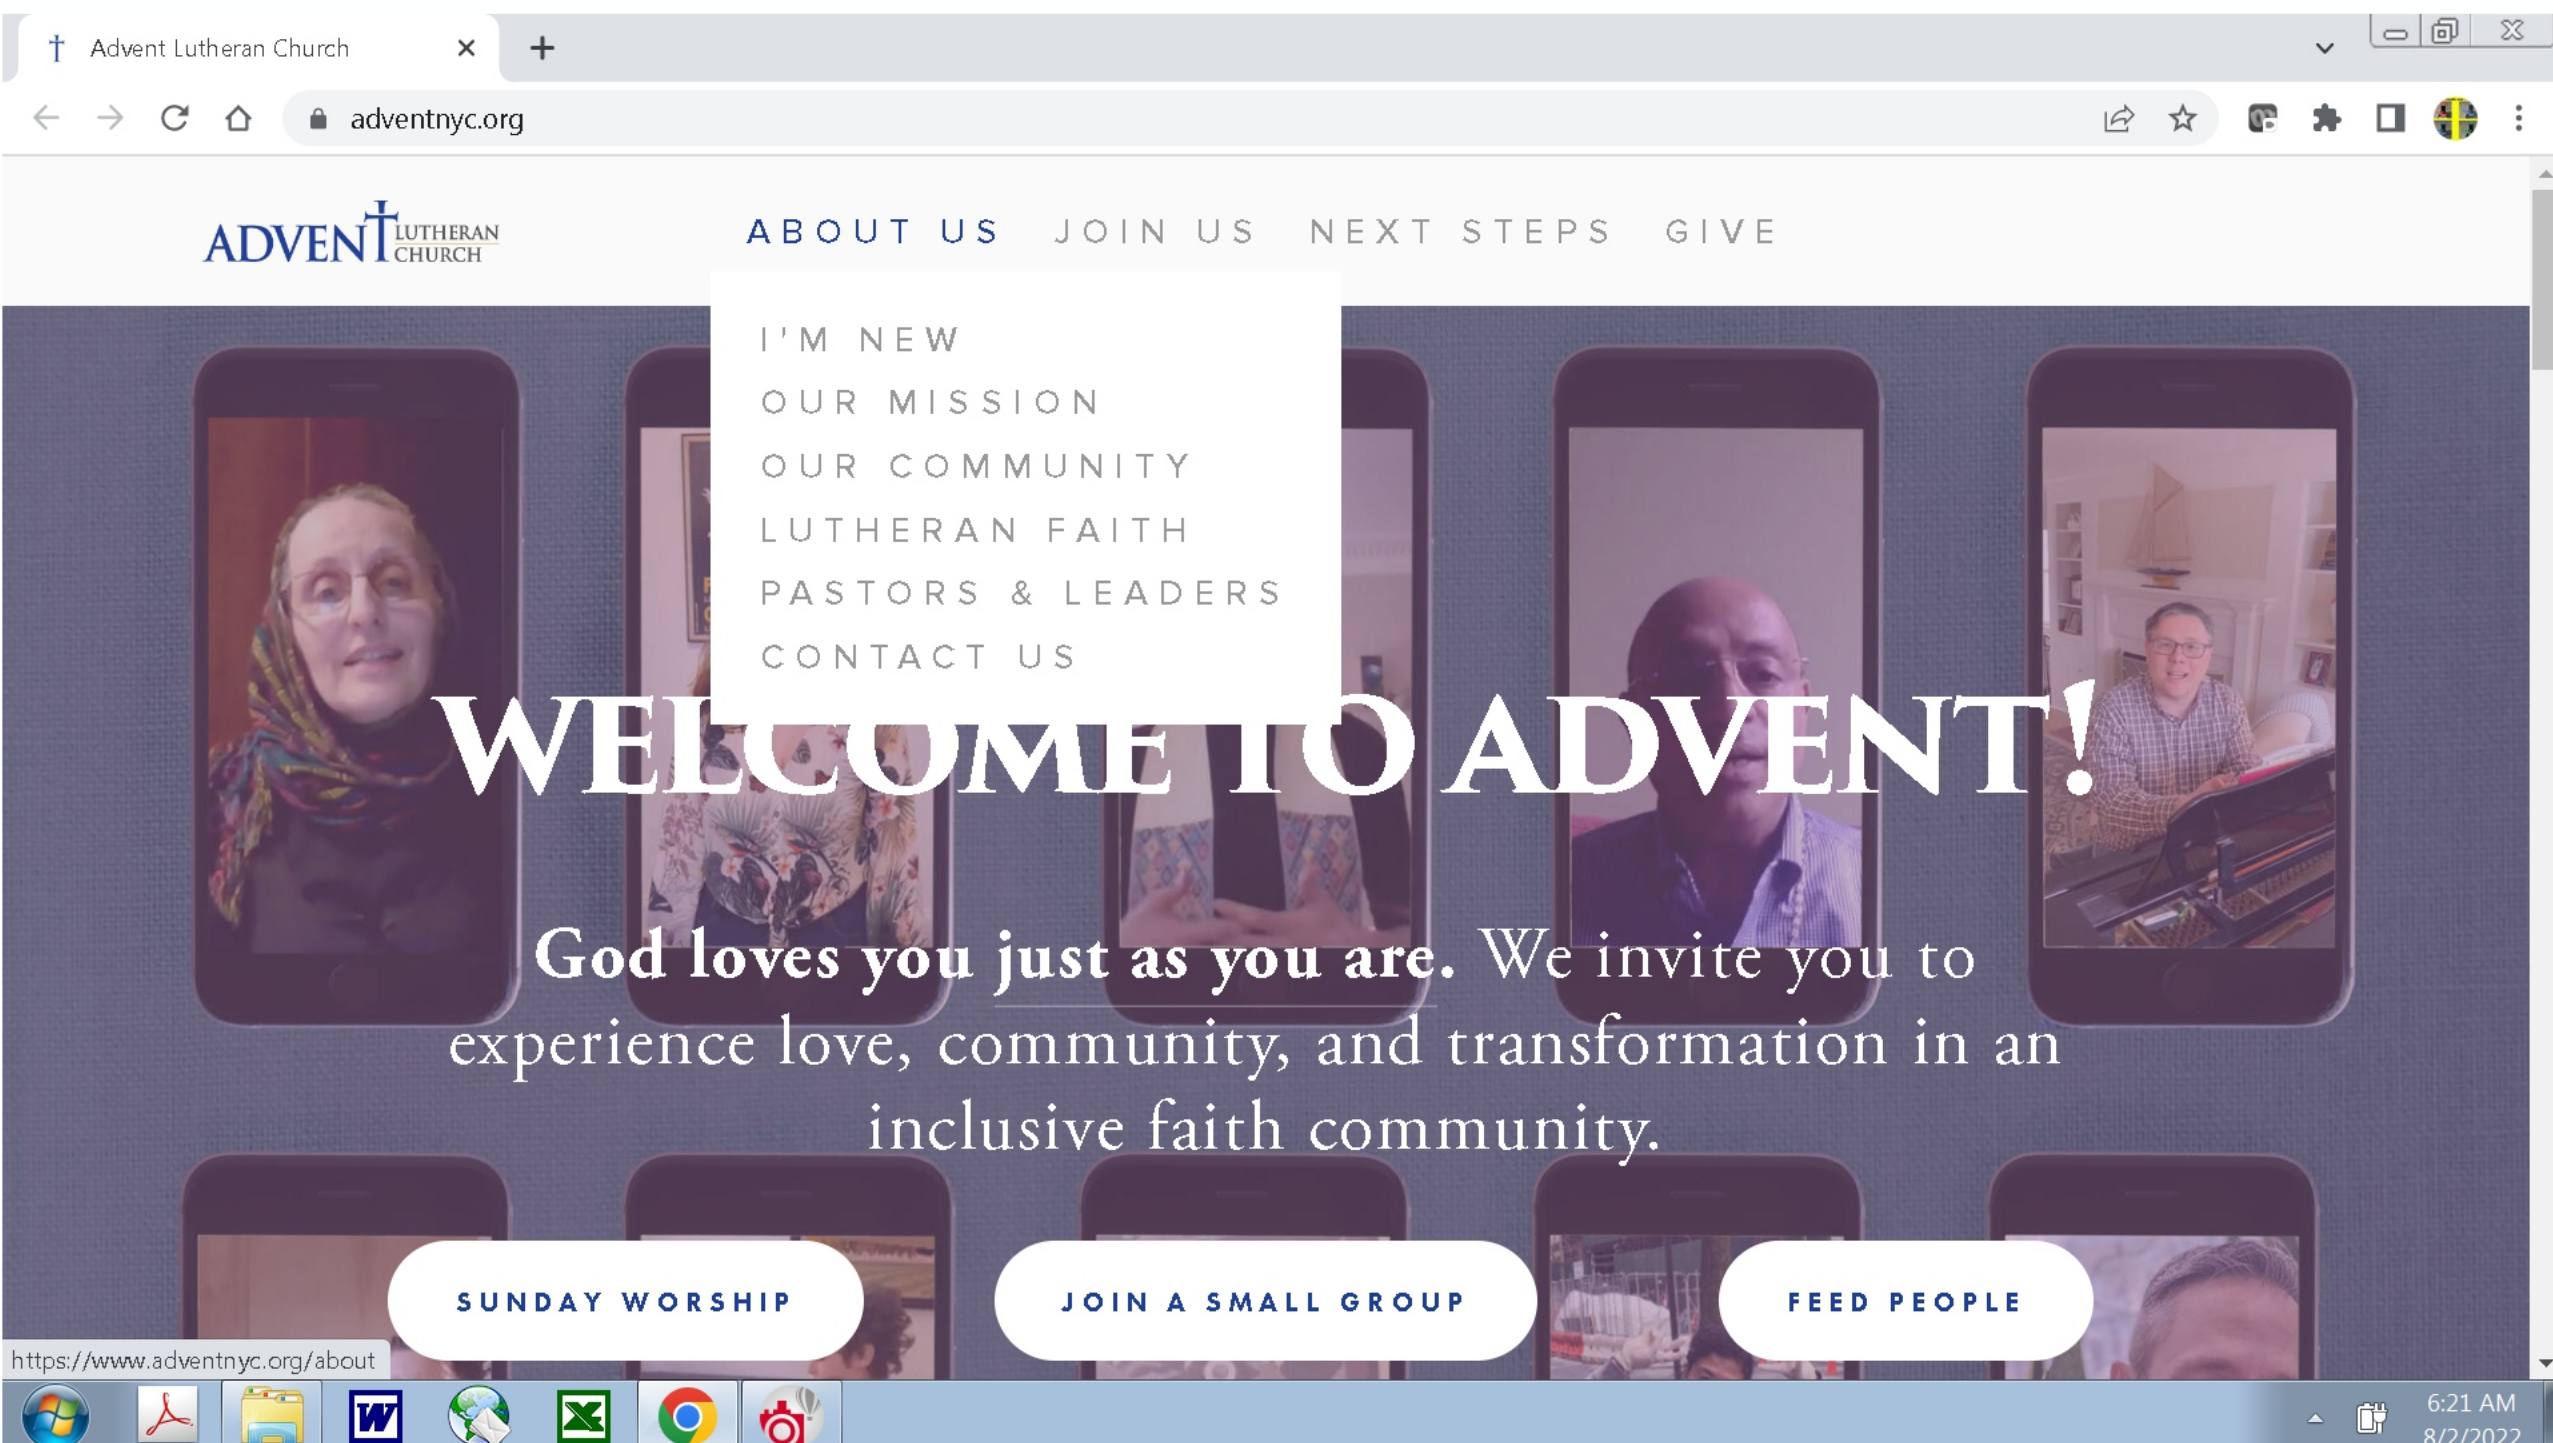 Advent Lutheran Church
adventnyc.org
ADVENT LUTHERAN CHURCH
ABOUT US JOIN US NEXT STEPS GIVE
I'M NEW
OUR MISSION
OUR COMMUNITY
LUTHERAN FAITH
PASTORS & LEADERS
CONTACT US
WELCOME TO ADVENT!
God loves you just as you are. We invite you to
experience love, community, and transformation in an
inclusive faith community.
SUNDAY WORSHIP JOIN A SMALL GROUP FEED PEOPLE
https://www.adventnyc.org/about
6:21 AM
8/2/2022